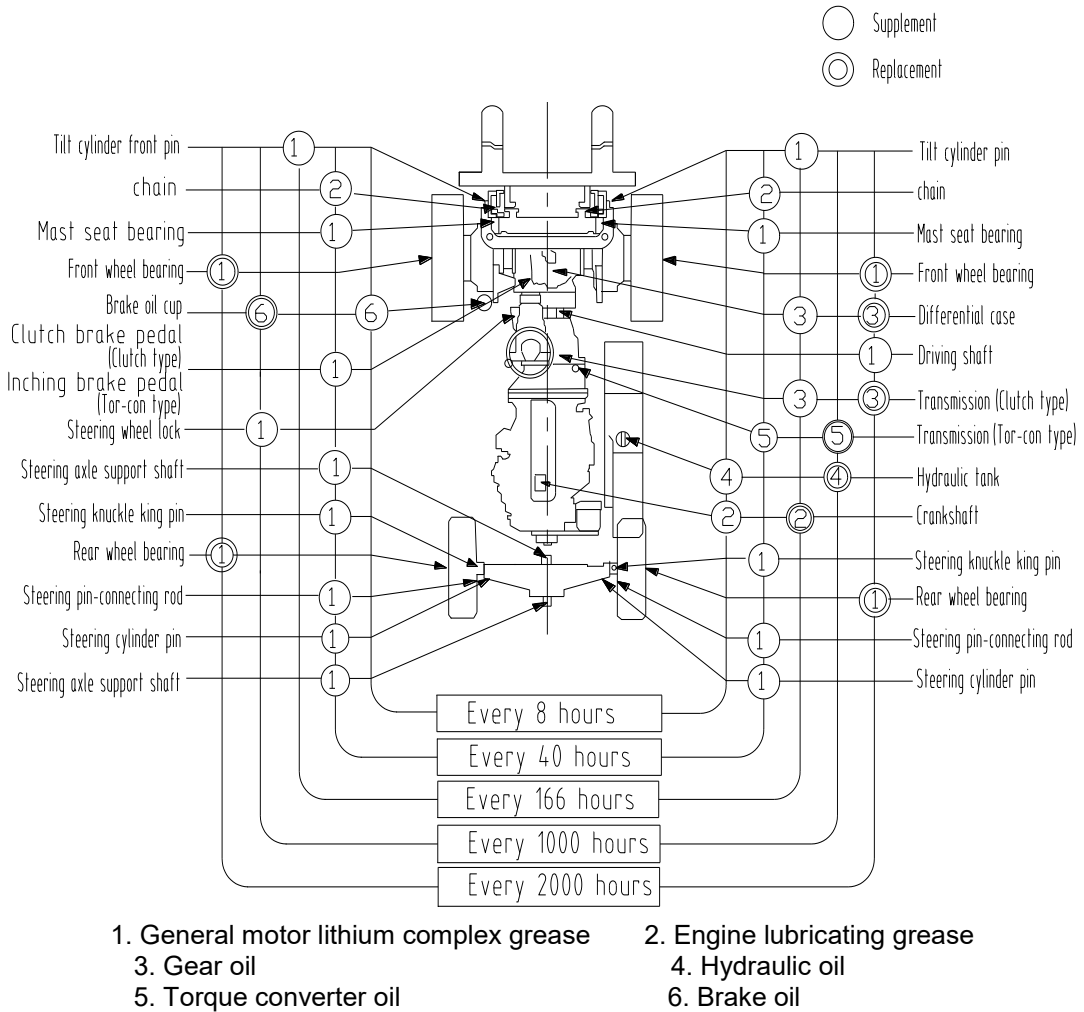 Supplement
Replacement
Tilt cylinder front pin 1
chain 2
Mast seat bearing 1
Front wheel bearing 1
Brake oil cup 6 6
Clutch brake pedal
(Clutch type) 1
Inching brake pedal
(Tor-con type)
Steering wheel lock 1
Steering axle support shaft 1
Steering knuckle king pin 1
Rear wheel bearing 1
Steering pin-connecting rod 1
Steering cylinder pin 1
Steering axle support shaft 1
1 Tilt cylinder pin
2 chain
1 Mast seat bearing
1 Front wheel bearing
3 3 Differential case
1 Driving shaft
3 3 Transmission (Clutch type)
5 5 Transmission (Tor-con type)
4 4 Hydraulic tank
2 2 Crankshaft
1 Steering knuckle king pin
1 Rear wheel bearing
1 Steering pin-connecting rod
1 Steering cylinder pin
Every 8 hours
Every 40 hours
Every 166 hours
Every 1000 hours
Every 2000 hours
1. General motor lithium complex grease 2. Engine lubricating grease
3. Gear oil 4. Hydraulic oil
5. Torque converter oil 6. Brake oil